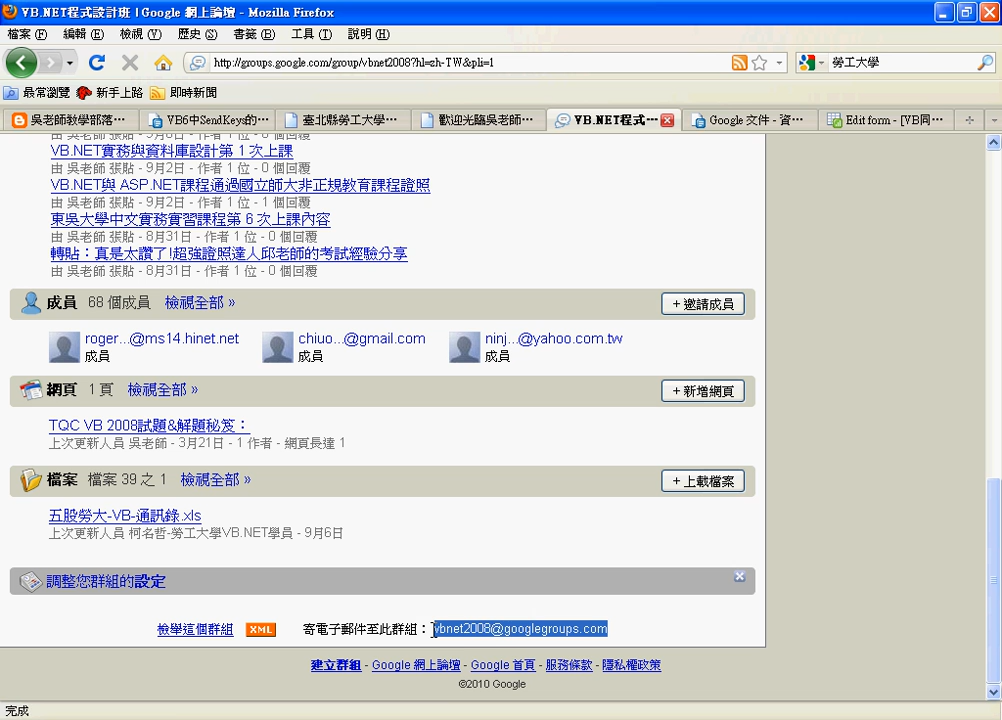 VB.NET程式設計班 | Google 網上論壇 - Mozilla Firefox
檔案(F) 編輯(E) 檢視(V) 歷史(S) 書籤(B) 工具(T) 說明(H)
http://groups.google.com/group/vbnet2008?hl=zh-TW&pli=1 勞工大學
最常瀏覽 新手上路 即時新聞
吳老師教學部落… VB6中SendKeys的… 臺北縣勞工大學… 歡迎光臨吳老師… VB.NET程式… Google 文件 - 資… Edit form - [VB問…
VB.NET實務與資料庫設計第 1 次上課
由 吳老師 張貼 - 9月2日 - 作者 1 位 - 0 個回覆
VB.NET與 ASP.NET課程通過國立師大非正規教育課程證照
由 吳老師 張貼 - 9月2日 - 作者 1 位 - 1 個回覆
東吳大學中文實務實習課程第 6 次上課內容
由 吳老師 張貼 - 8月31日 - 作者 1 位 - 0 個回覆
轉貼：真是太讚了!超強證照達人邱老師的考試經驗分享
由 吳老師 張貼 - 8月31日 - 作者 1 位 - 0 個回覆
成員 68 個成員 檢視全部 » + 邀請成員
roger...@ms14.hinet.net chiuo...@gmail.com ninj...@yahoo.com.tw
成員 成員 成員
網頁 1 頁 檢視全部 » + 新增網頁
TQC VB 2008試題&解題秘笈：
上次更新人員 吳老師 - 3月21日 - 1 作者 - 網頁長達 1
檔案 檔案 39 之 1 檢視全部 » + 上載檔案
五股勞大-VB-通訊錄.xls
上次更新人員 柯名哲-勞工大學VB.NET學員 - 9月6日
調整您群組的設定
檢舉這個群組 XML 寄電子郵件至此群組：vbnet2008@googlegroups.com
建立群組 - Google 網上論壇 - Google 首頁 - 服務條款 - 隱私權政策
©2010 Google
完成